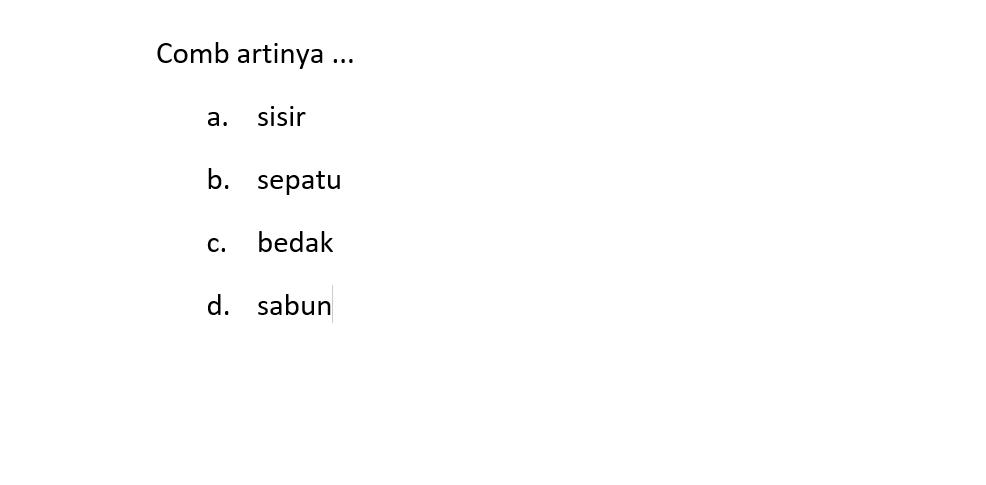 Comb artinya ...
a. sisir
b. sepatu
c. bedak
d. sabun